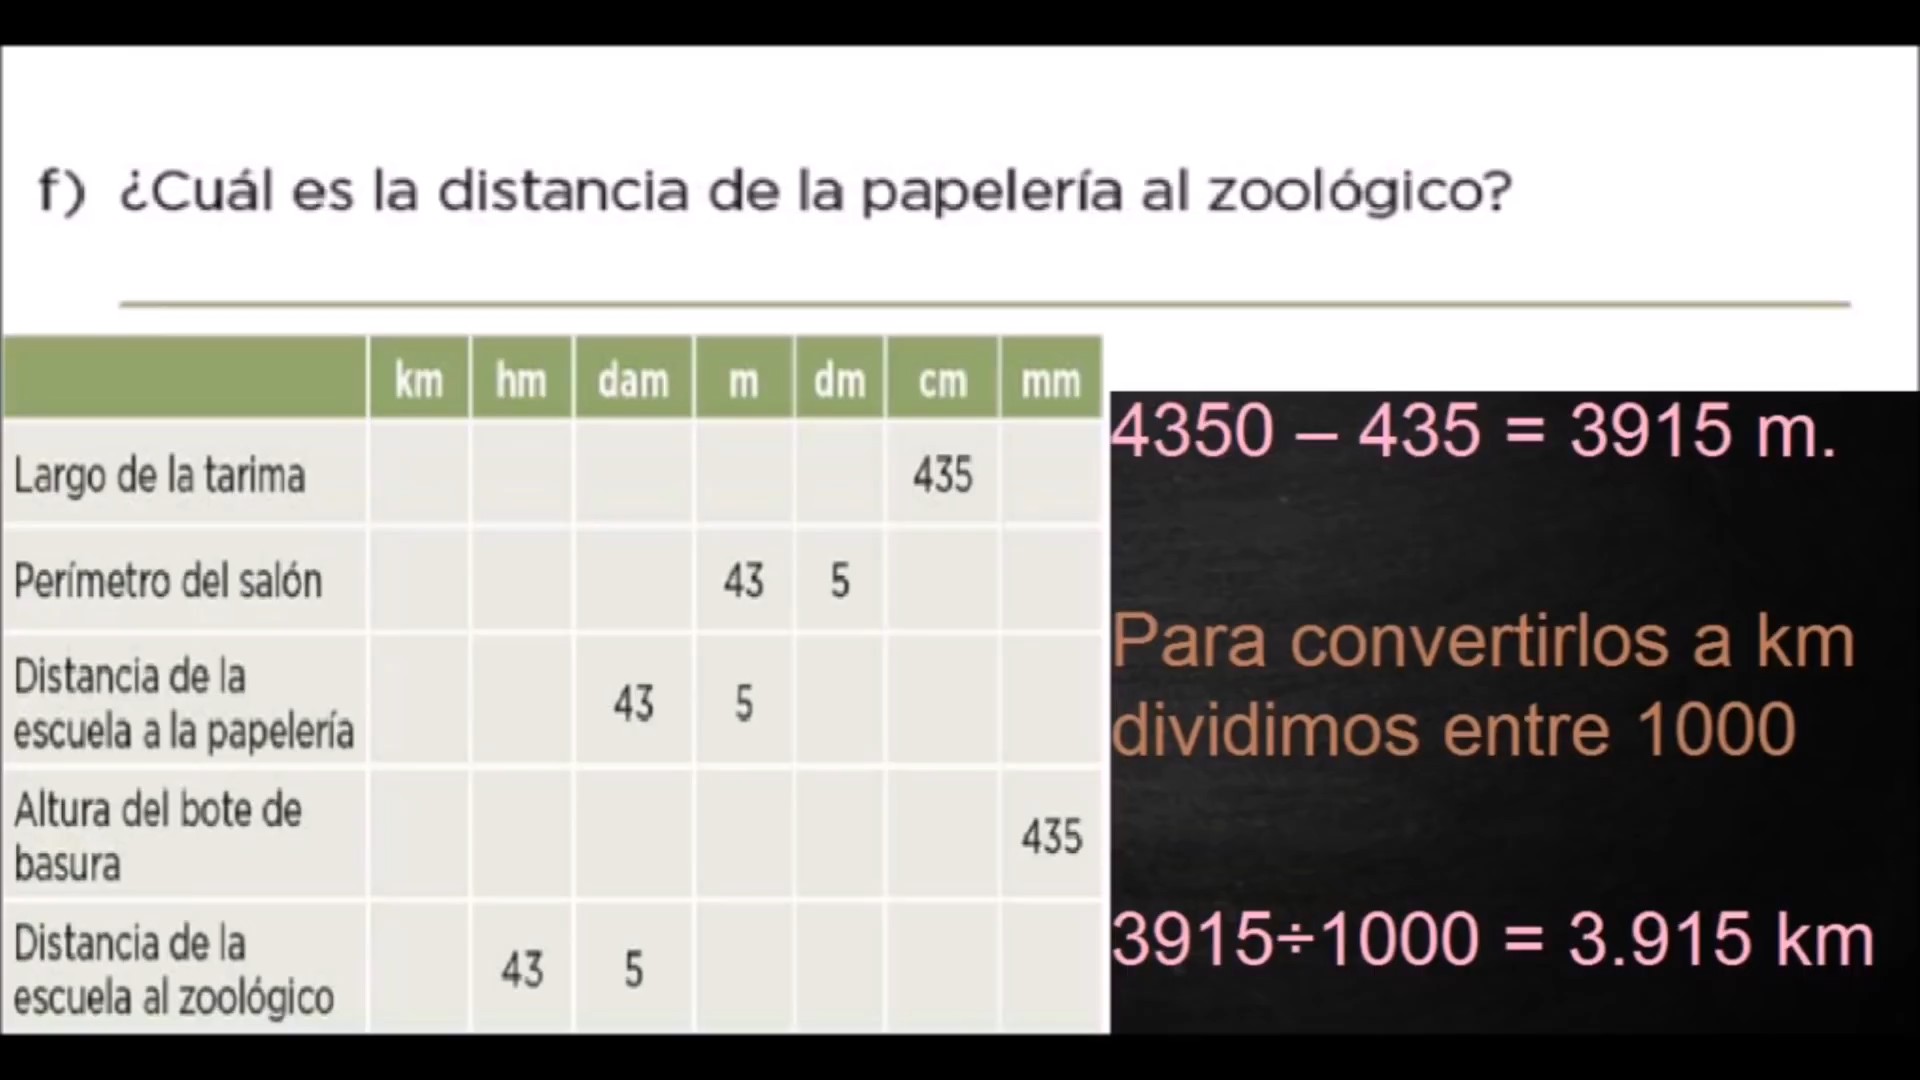 f) ¿Cuál es la distancia de la papelería al zoológico?
km hm dam m dm cm mm
Largo de la tarima 435
Perímetro del salón 43 5
Distancia de la
escuela a la papelería 43 5
Altura del bote de
basura 435
Distancia de la
escuela al zoológico 43 5
4350 – 435 = 3915 m.
Para convertirlos a km
dividimos entre 1000
3915÷1000 = 3.915 km